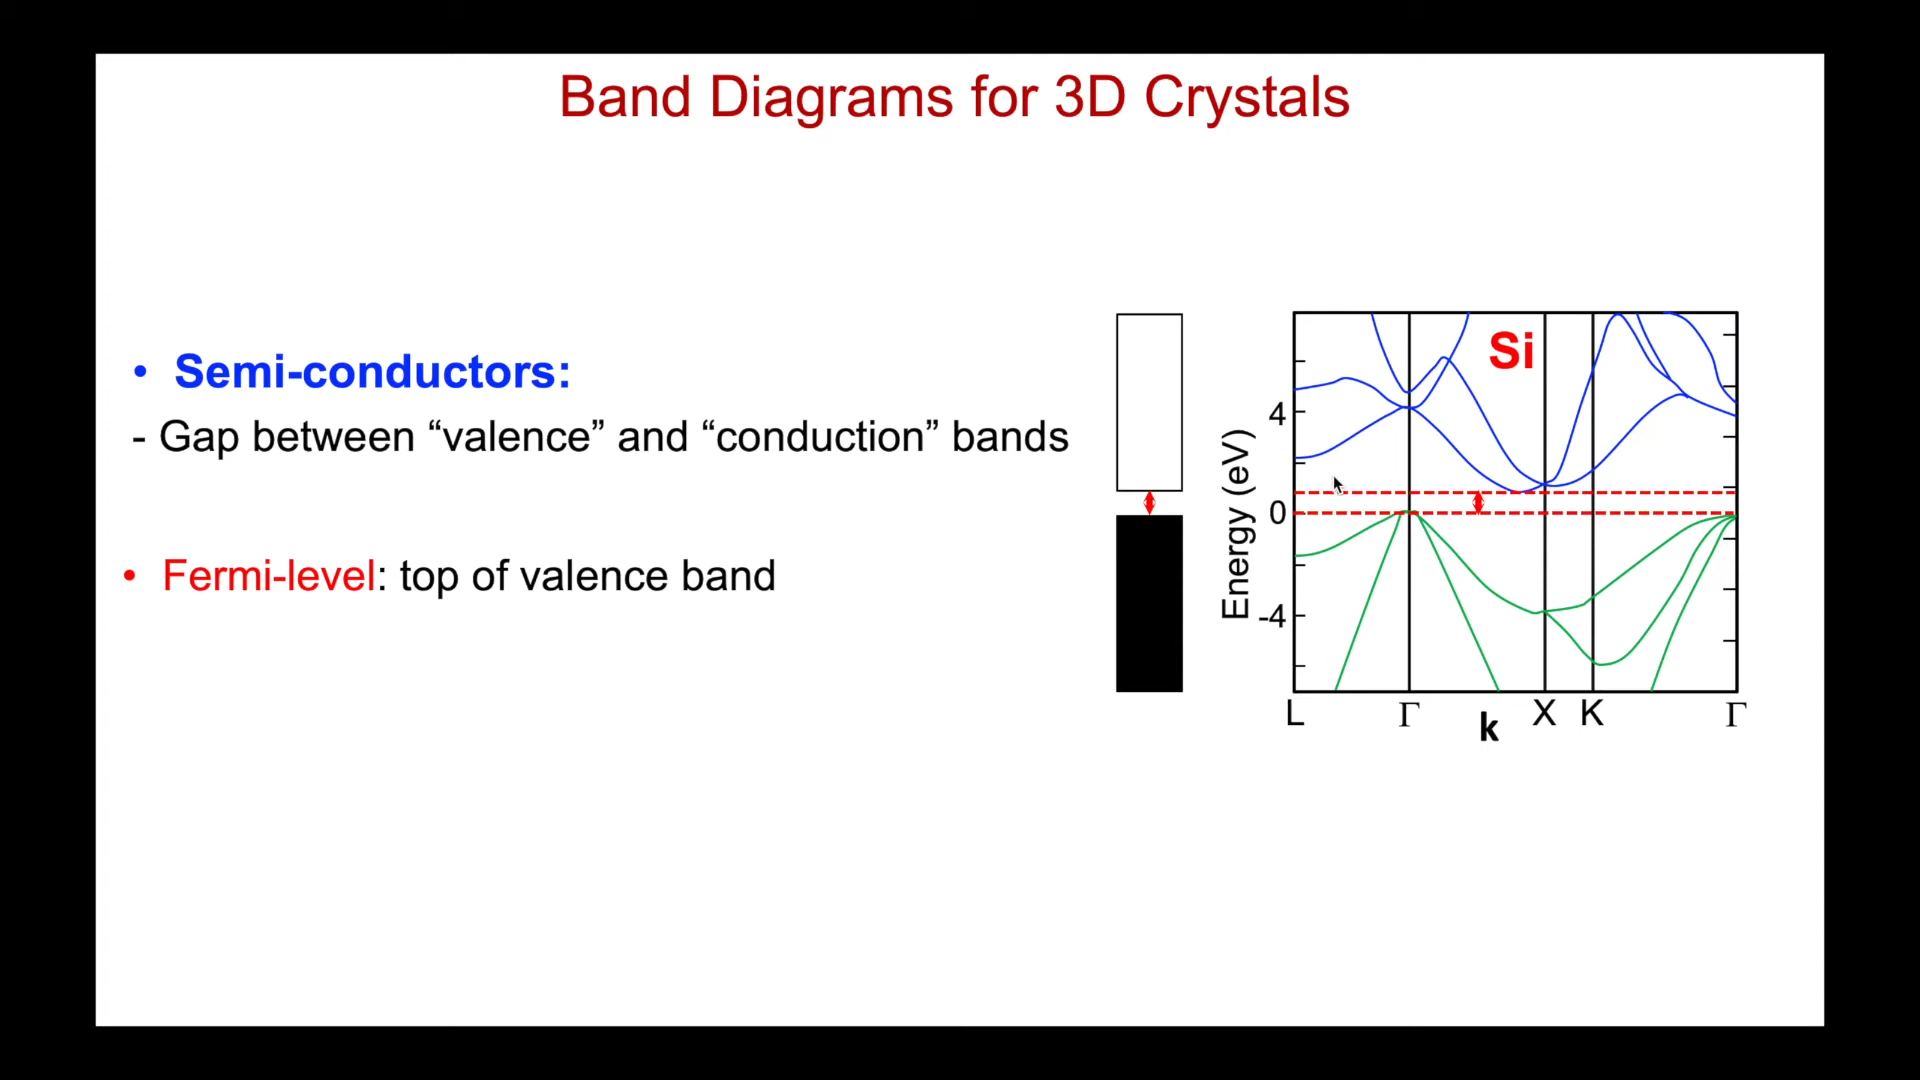 Band Diagrams for 3D Crystals
• Semi-conductors:
- Gap between “valence” and “conduction” bands
• Fermi-level: top of valence band
Si
Energy (eV)
4
0
-4
L Γ X K Γ
k